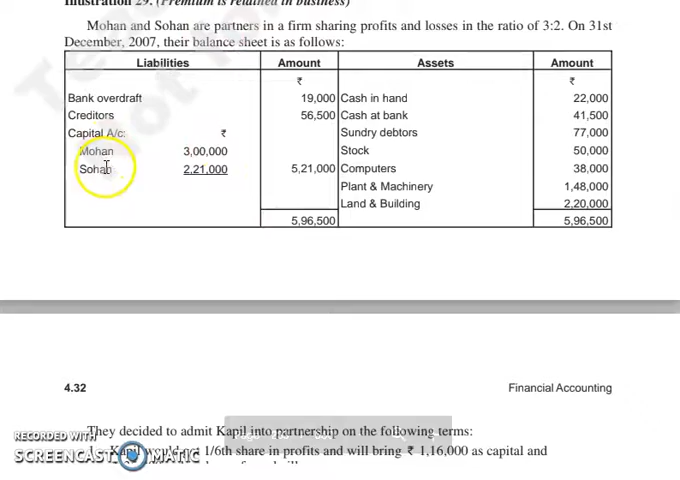 Illustration 29. (Premium is retained in business)
Mohan and Sohan are partners in a firm sharing profits and losses in the ratio of 3:2. On 31st
December, 2007, their balance sheet is as follows:
Liabilities Amount Assets Amount
₹ ₹
Bank overdraft 19,000 Cash in hand 22,000
Creditors 56,500 Cash at bank 41,500
Capital A/c: ₹ Sundry debtors 77,000
Mohan 3,00,000 Stock 50,000
Sohan 2,21,000 5,21,000 Computers 38,000
Plant & Machinery 1,48,000
Land & Building 2,20,000
5,96,500 5,96,500
4.32 Financial Accounting
They decided to admit Kapil into partnership on the following terms:
Kapil would get 1/6th share in profits and will bring ₹ 1,16,000 as capital and
RECORDED WITH
SCREENCAST MATIC